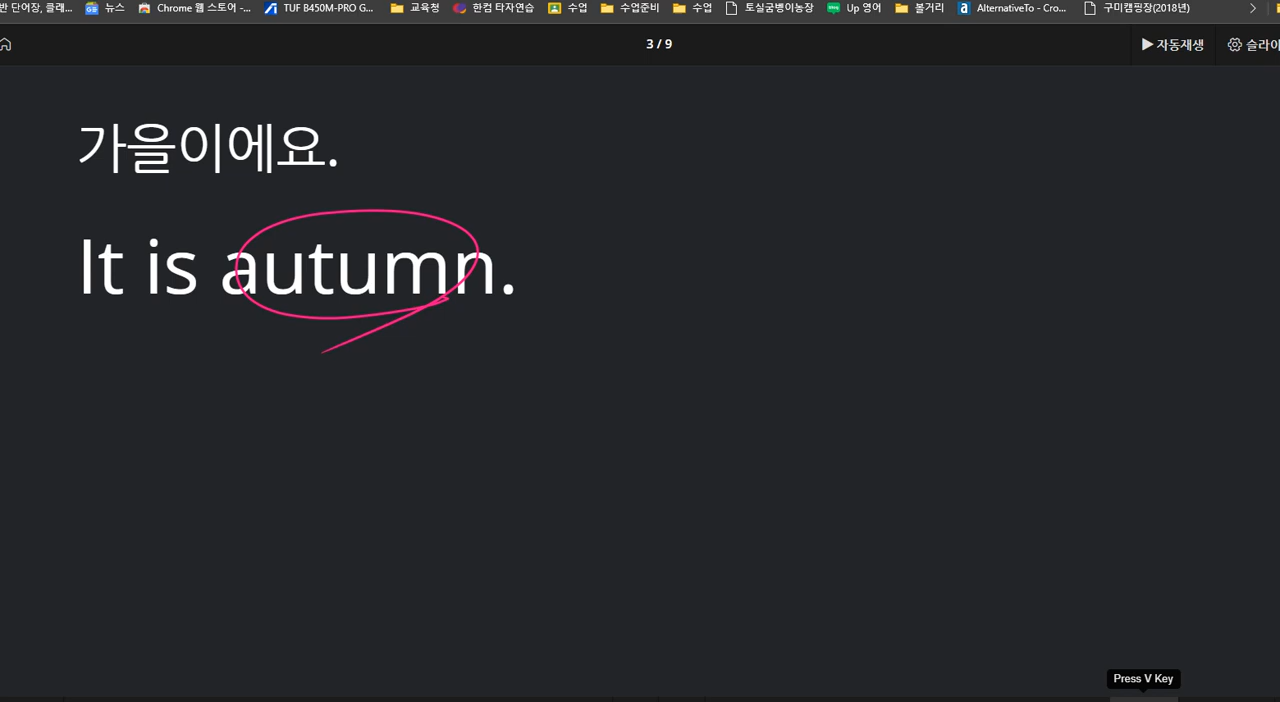 반 단어장, 클래... 뉴스 Chrome 웹 스토어 -... TUF B450M-PRO G... 교육청 한컴 타자연습 수업 수업준비 수업 토실굼벵이농장 Up 영어 볼거리 AlternativeTo - Cro... 구미캠핑장(2018년)
3 / 9 자동재생 슬라이
가을이에요.
It is autumn.
Press V Key